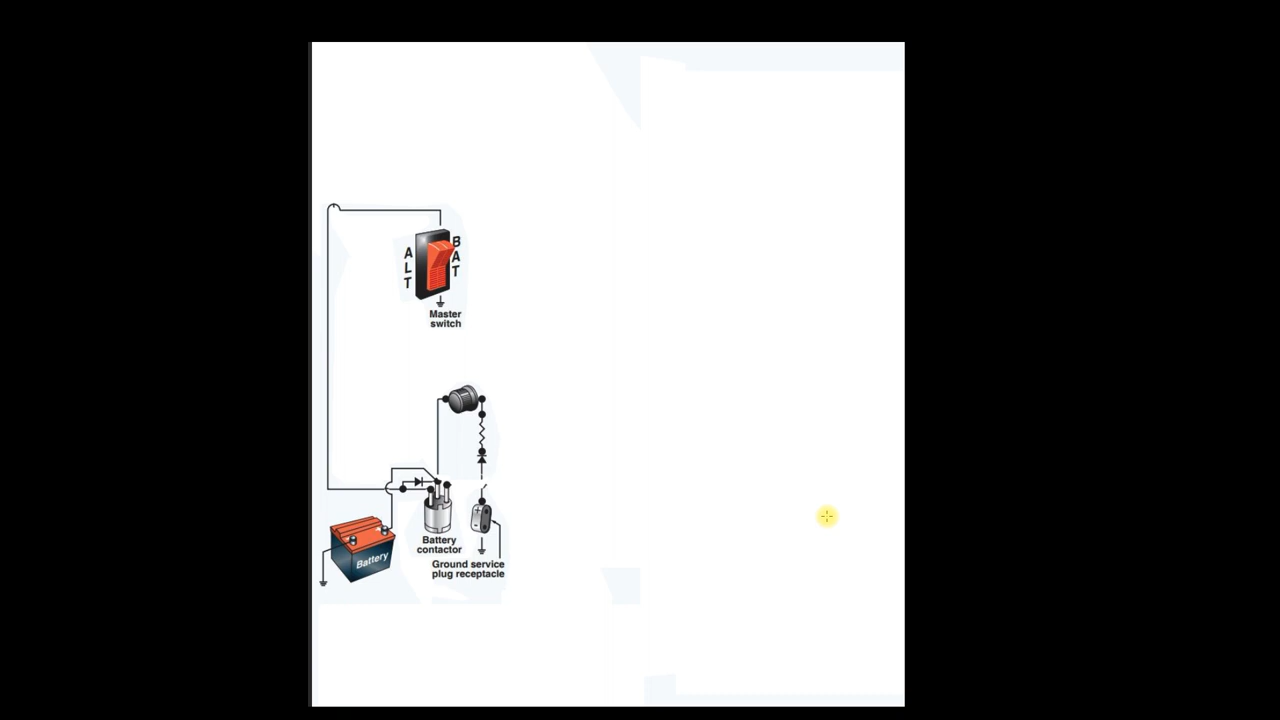 A
L
T
B
A
T
Master
switch
Battery
Battery
contactor
+
-
Ground service
plug receptacle